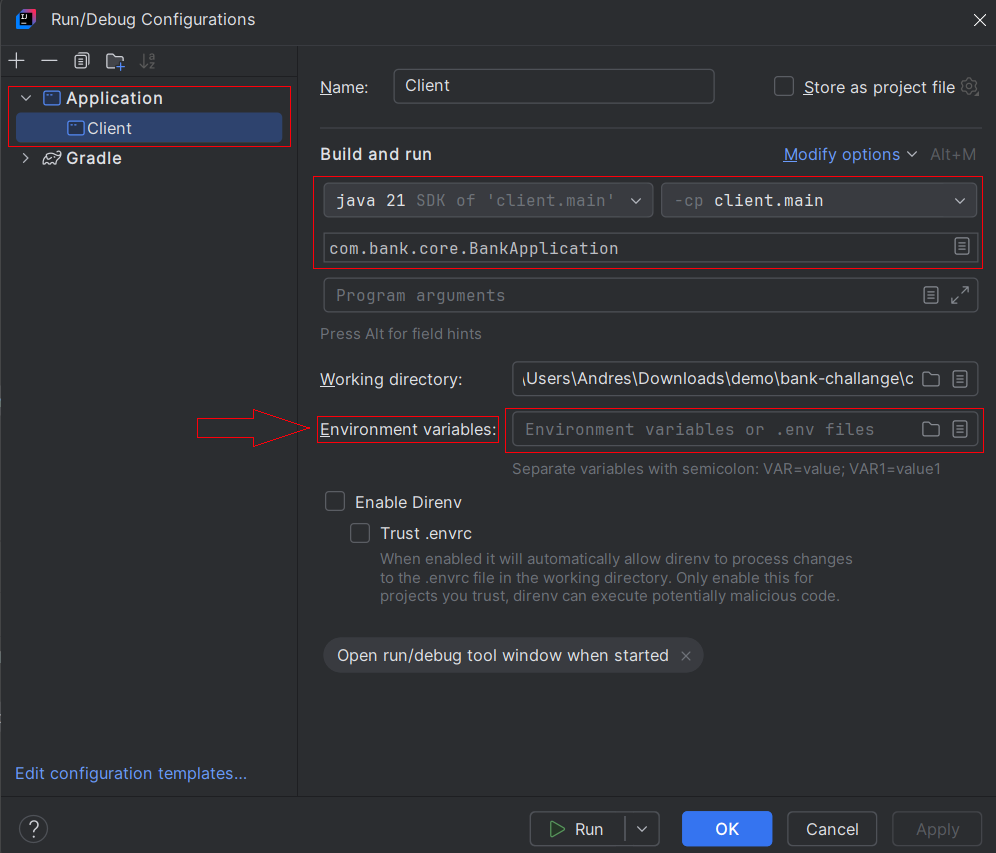 Run/Debug Configurations
Application
Client
Gradle
Edit configuration templates...
Name: Client
Store as project file
Build and run
Modify options Alt+M
java 21 SDK of 'client.main'
-cp client.main
com.bank.core.BankApplication
Program arguments
Press Alt for field hints
Working directory: \Users\Andres\Downloads\demo\bank-challange\c
Environment variables: Environment variables or .env files
Separate variables with semicolon: VAR=value; VAR1=value1
Enable Direnv
Trust .envrc
When enabled it will automatically allow direnv to process changes
to the .envrc file in the working directory. Only enable this for
projects you trust, direnv can execute potentially malicious code.
Open run/debug tool window when started
?
Run
OK
Cancel
Apply